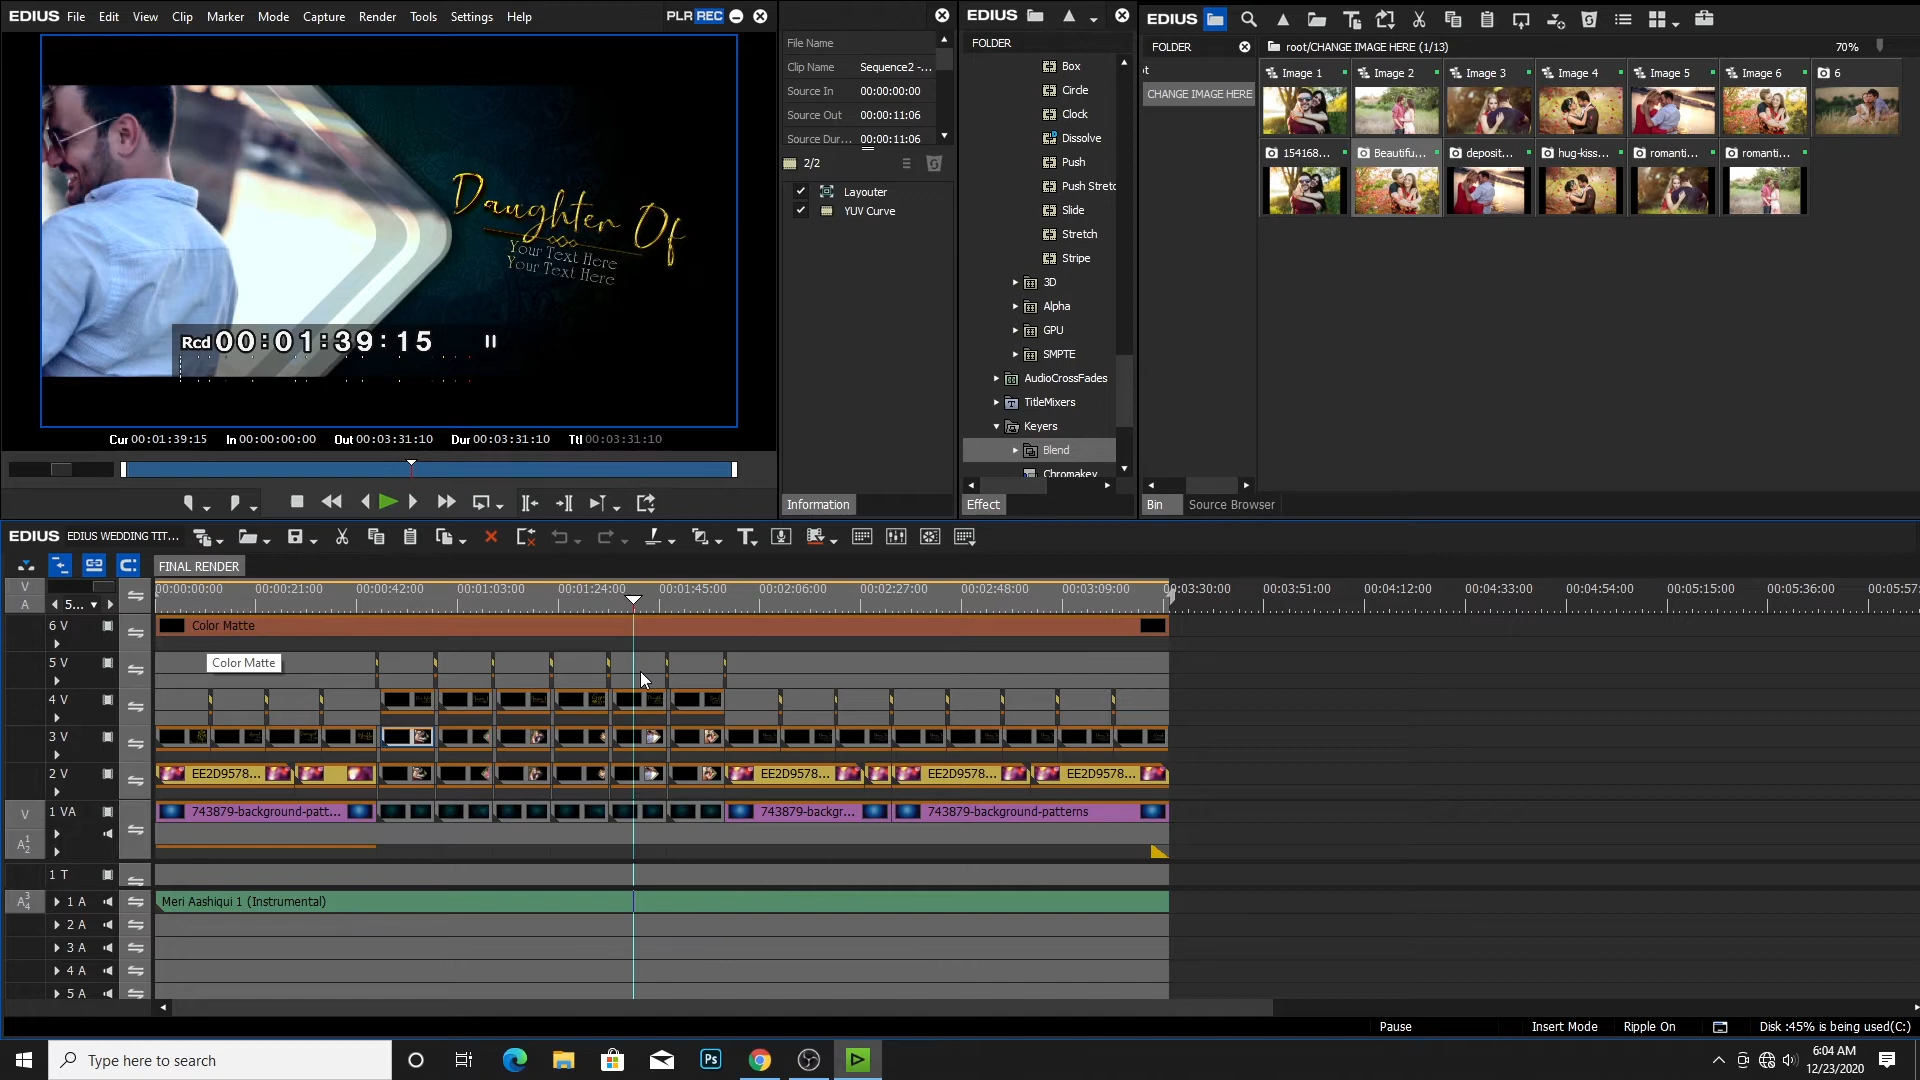 EDIUS File Edit View Clip Marker Mode Capture Render Tools Settings Help PLR REC
Daughter Of
Your Text Here
Your Text Here
Rcd 00:01:39:15
Cur 00:01:39:15 In 00:00:00:00 Out 00:03:31:10 Dur 00:03:31:10 Ttl 00:03:31:10
File Name
Clip Name Sequence2 -...
Source In 00:00:00:00
Source Out 00:00:11:06
Source Dur... 00:00:11:06
2/2
Layouter
YUV Curve
Information
EDIUS
FOLDER
Box
Circle
Clock
Dissolve
Push
Push Stretc
Slide
Stretch
Stripe
3D
Alpha
GPU
SMPTE
AudioCrossFades
TitleMixers
Keyers
Blend
Chromakey
Effect
EDIUS
FOLDER root/CHANGE IMAGE HERE (1/13) 70%
CHANGE IMAGE HERE
Image 1 Image 2 Image 3 Image 4 Image 5 Image 6 6
154168... Beautifu... deposit... hug-kiss... romanti... romanti...
Bin Source Browser
EDIUS EDIUS WEDDING TIT...
FINAL RENDER
V
A 5...
00:00:00:00 00:00:21:00 00:00:42:00 00:01:03:00 00:01:24:00 00:01:45:00 00:02:06:00 00:02:27:00 00:02:48:00 00:03:09:00 00:03:30:00 00:03:51:00 00:04:12:00 00:04:33:00 00:04:54:00 00:05:15:00 00:05:36:00 00:05:57:
6 V Color Matte
5 V Color Matte
4 V
3 V
2 V EE2D9578... EE2D9578... EE2D9578... EE2D9578...
V 1 VA 743879-background-patt... 743879-backgr... 743879-background-patterns
A 1 2
1 T
A 3 4 1 A Meri Aashiqui 1 (Instrumental)
2 A
3 A
4 A
5 A
Pause Insert Mode Ripple On Disk :45% is being used(C:)
Type here to search
Ps
6:04 AM
12/23/2020